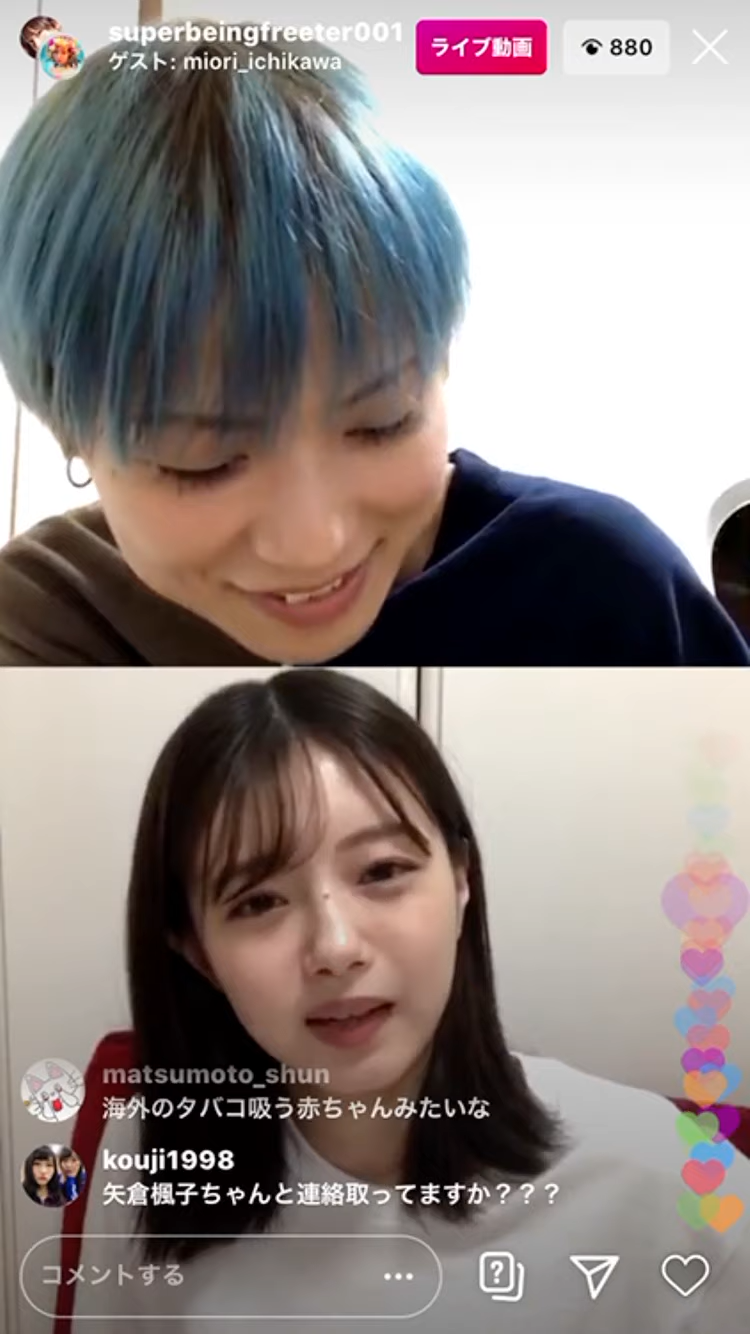 superbeingfreeter001
ゲスト: miori_ichikawa
ライブ動画
880
matsumoto_shun
海外のタバコ吸う赤ちゃんみたいな
kouji1998
矢倉楓子ちゃんと連絡取ってますか？？？
コメントする